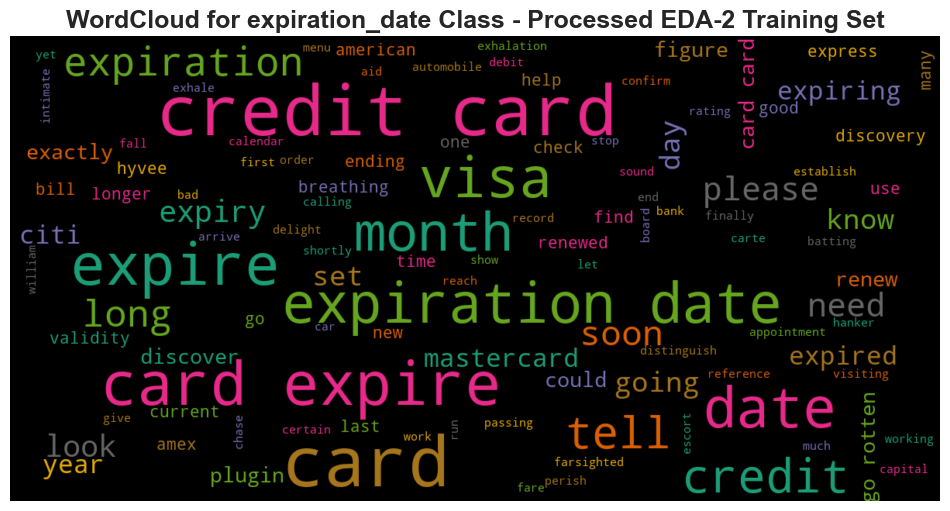 WordCloud for expiration_date Class - Processed EDA-2 Training Set
yet menu american exhalation figure card card express many
expiration automobile debit
intimate exhale aid help confirm expiring
credit card rating good
exactly fall calendar one check stop day discovery
hyvee first order ending sound establish
bill longer bad breathing visa please use
expiry calling record find end bank finally know
citi arrive delight month board carte
william shortly renewed batting
expire time show let
set reach renew
long expiration date need
go car new soon appointment hanker
validity distinguish
discover mastercard expired
card expire could going reference visiting
current date
give chase certain last work run passing tell escort much go rotten working
look amex farsighted
year plugin card perish credit capital
fare